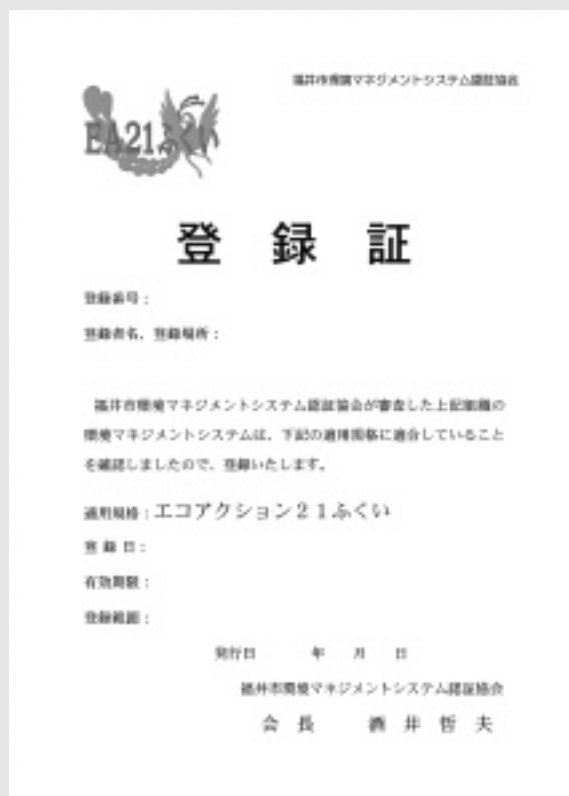 福井市環境マネジメントシステム認証協会
EA21ふくい
登録証
登録番号：
登録者名、登録場所：
福井市環境マネジメントシステム認証協会が審査した上記組織の
環境マネジメントシステムは、下記の適用規格に適合していること
を確認しましたので、登録いたします。
適用規格：エコアクション２１ふくい
登 録 日：
有効期限：
登録範囲：
発行日　年　月　日
福井市環境マネジメントシステム認証協会
会 長　酒 井 哲 夫